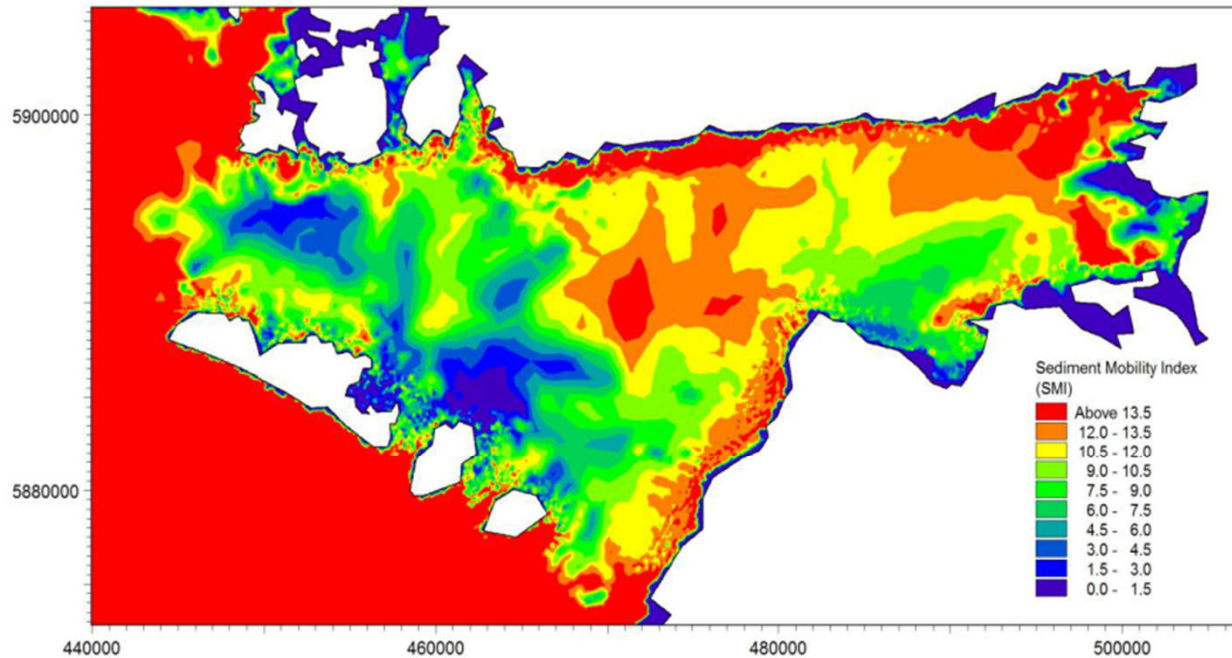 5900000
5880000
440000
460000
480000
500000
Sediment Mobility Index
(SMI)
Above 13.5
12.0 - 13.5
10.5 - 12.0
9.0 - 10.5
7.5 - 9.0
6.0 - 7.5
4.5 - 6.0
3.0 - 4.5
1.5 - 3.0
0.0 - 1.5